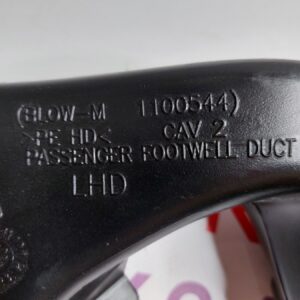 (BLOW-M 1100544)
>PE HD< CAV 2
PASSENGER FOOTWELL DUCT
LHD